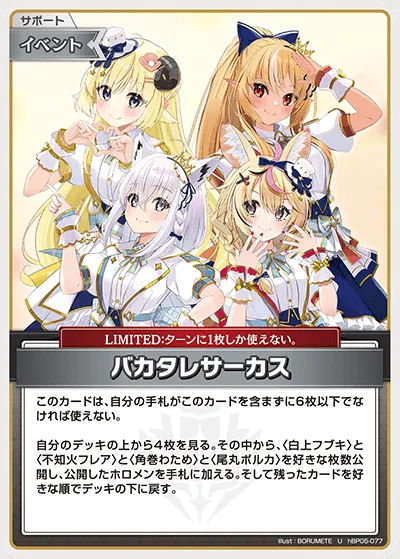 サポート
イベント
LIMITED:ターンに1枚しか使えない。
バカタレサーカス
このカードは、自分の手札がこのカードを含まずに6枚以下でな
ければ使えない。
自分のデッキの上から4枚を見る。その中から、〈白上フブキ〉と
〈不知火フレア〉と〈角巻わため〉と〈尾丸ポルカ〉を好きな枚数公
開し、公開したホロメンを手札に加える。そして残ったカードを好
きな順でデッキの下に戻す。
illust：BORUMETE U hBP05-077